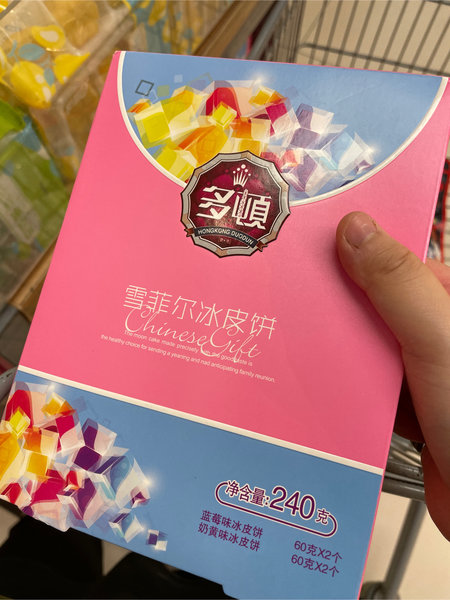 多顿
HONGKONG DUODUN
雪菲尔冰皮饼
Chinese Gift
The moon cake made precisely the good taste is
the healthy choice for sending a yearning and nad anticipating family reunion.
净含量:240克
蓝莓味冰皮饼 60克X2个
奶黄味冰皮饼 60克X2个